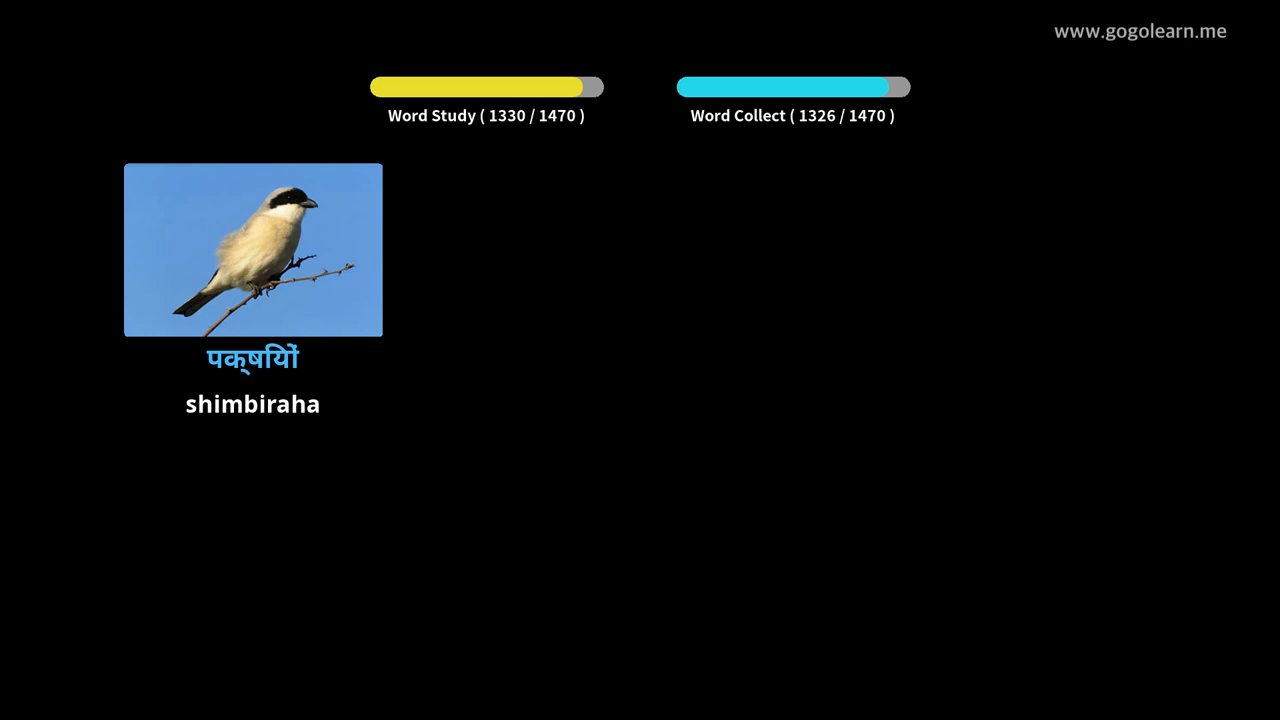 www.gogolearn.me
Word Study ( 1330 / 1470 )
Word Collect ( 1326 / 1470 )
पक्षियों
shimbiraha